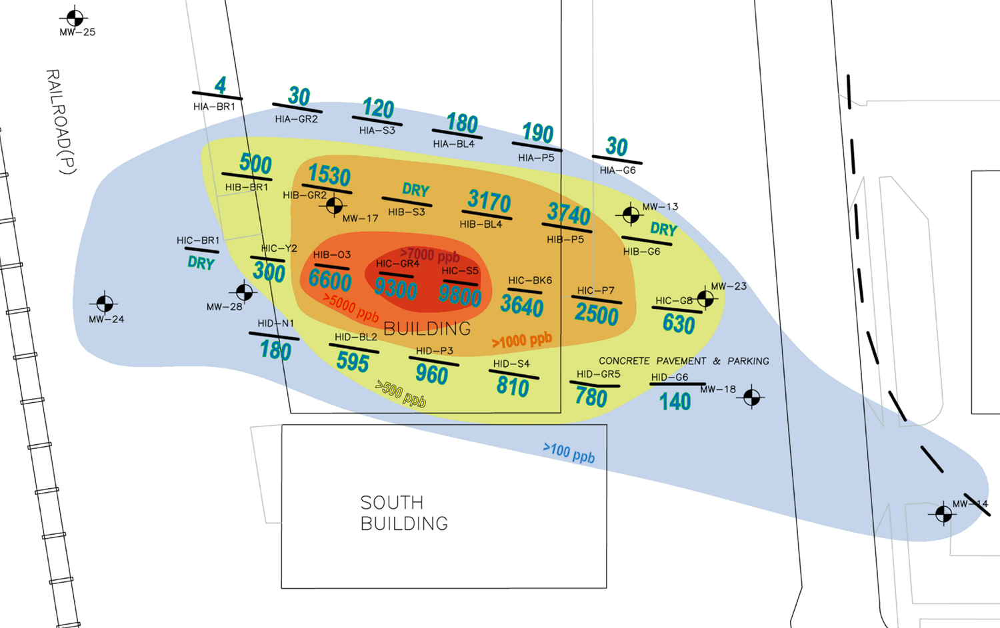 MW-25
RAILROAD(P)
4
HIA-BR1
30
HIA-GR2
120
HIA-S3
180
HIA-BL4
190
HIA-P5
30
HIA-G6
500
HIB-BR1
1530
HIB-GR2
MW-17
DRY
HIB-S3
3170
HIB-BL4
3740
HIB-P5
MW-13
DRY
HIB-G6
HIC-BR1
DRY
HIC-Y2
300
HIB-O3
6600
>7000 ppb
HIC-GR4
9300
HIC-S5
9800
HIC-BK6
3640
HIC-P7
2500
MW-23
HIC-G8
630
MW-24
MW-28
>5000 ppb
BUILDING
>1000 ppb
HID-N1
180
HID-BL2
595
HID-P3
960
HID-S4
810
CONCRETE PAVEMENT & PARKING
HID-GR5
780
HID-G6
140
MW-18
>500 ppb
>100 ppb
SOUTH
BUILDING
MW-14